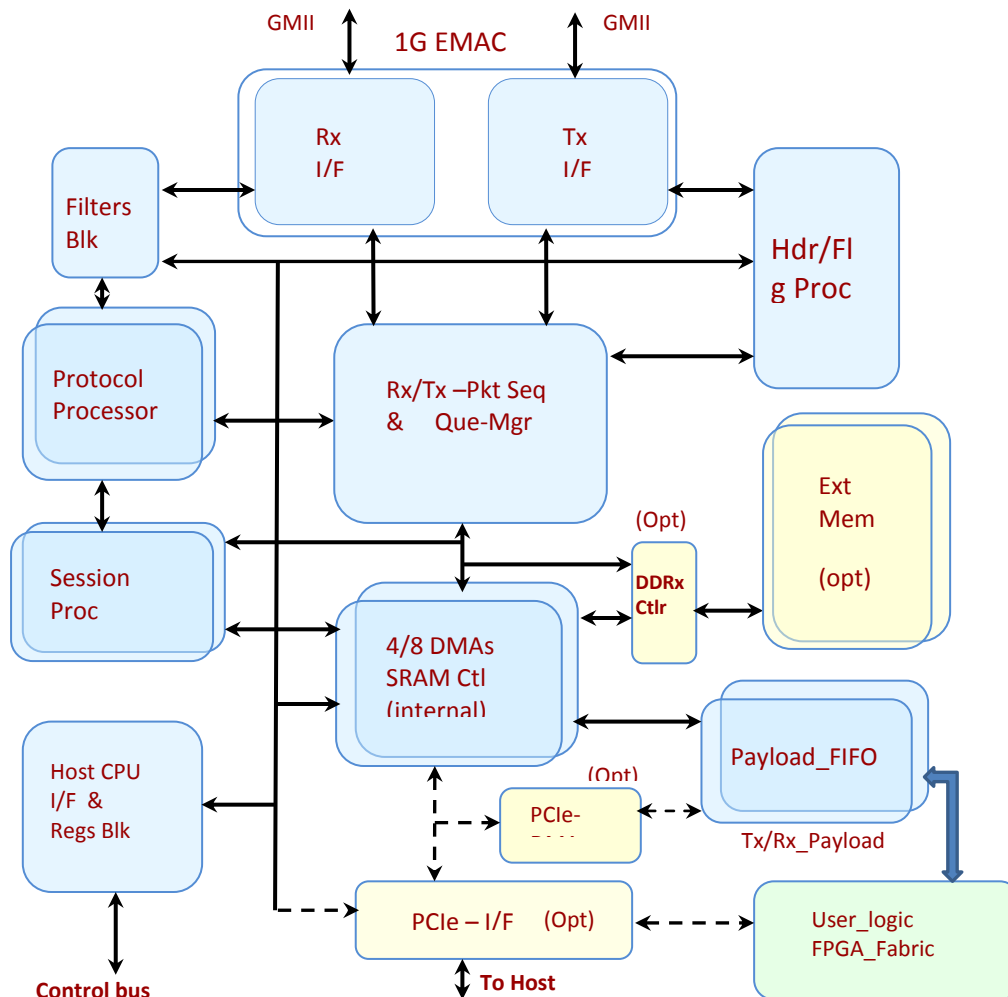 GMII
GMII
1G EMAC
Rx
I/F
Tx
I/F
Filters
Blk
Hdr/Fl
g Proc
Protocol
Processor
Rx/Tx –Pkt Seq
& Que-Mgr
Ext
Mem
(opt)
(Opt)
DDRx
Ctlr
Session
Proc
4/8 DMAs
SRAM Ctl
(internal)
Host CPU
I/F &
Regs Blk
Payload_FIFO
(Opt)
PCIe-
Tx/Rx_Payload
PCIe – I/F (Opt)
User_logic
FPGA_Fabric
To Host
Control bus